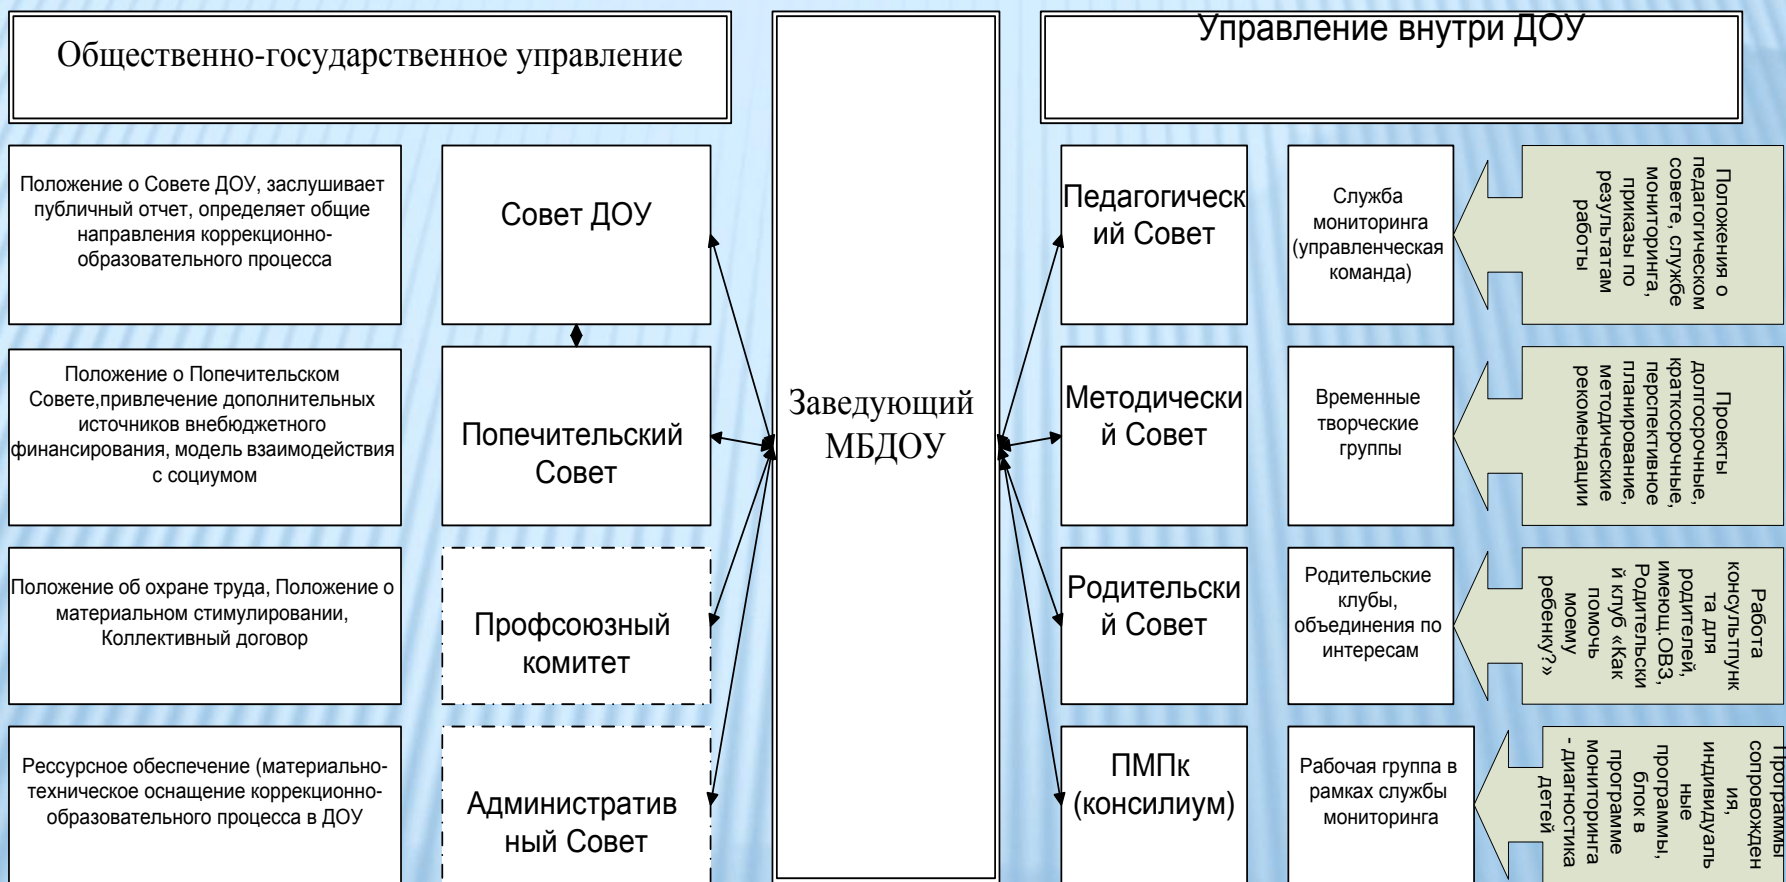 Общественно-государственное управление
Управление внутри ДОУ
Заведующий
МБДОУ
Положение о Совете ДОУ, заслушивает
публичный отчет, определяет общие
направления коррекционно-
образовательного процесса
Совет ДОУ
Педагогическ
ий Совет
Служба
мониторинга
(управленческая
команда)
Положения о
педагогическом
совете, службе
мониторинга,
приказы по
результатам
работы
Положение о Попечительском
Совете,привлечение дополнительных
источников внебюджетного
финансирования, модель взаимодействия
с социумом
Попечительский
Совет
Методически
й Совет
Временные
творческие
группы
Проекты
долгосрочные,
краткосрочные,
перспективное
планирование,
методические
рекомендации
Положение об охране труда, Положение о
материальном стимулировании,
Коллективный договор
Профсоюзный
комитет
Родительски
й Совет
Родительские
клубы,
объединения по
интересам
Работа
консультпунк
та для
родителей,
имеющ.ОВЗ,
Родительски
й клуб «Как
помочь
моему
ребенку?»
Рессурсное обеспечение (материально-
техническое оснащение коррекционно-
образовательного процесса в ДОУ
Административ
ный Совет
ПМПк
(консилиум)
Рабочая группа в
рамках службы
мониторинга
Программы
сопровожден
ия,
индивидуаль
ные
программы,
блок в
программе
мониторинга
- диагностика
детей